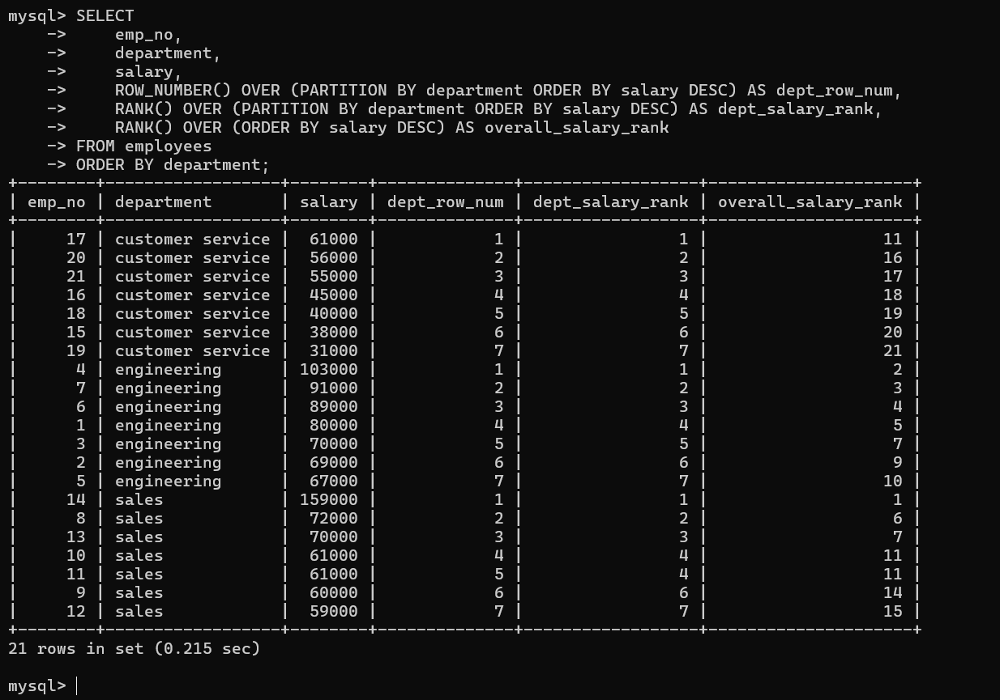 mysql> SELECT
    ->     emp_no,
    ->     department,
    ->     salary,
    ->     ROW_NUMBER() OVER (PARTITION BY department ORDER BY salary DESC) AS dept_row_num,
    ->     RANK() OVER (PARTITION BY department ORDER BY salary DESC) AS dept_salary_rank,
    ->     RANK() OVER (ORDER BY salary DESC) AS overall_salary_rank
    -> FROM employees
    -> ORDER BY department;
+--------+------------------+--------+--------------+------------------+---------------------+
| emp_no | department       | salary | dept_row_num | dept_salary_rank | overall_salary_rank |
+--------+------------------+--------+--------------+------------------+---------------------+
|     17 | customer service |  61000 |            1 |                1 |                  11 |
|     20 | customer service |  56000 |            2 |                2 |                  16 |
|     21 | customer service |  55000 |            3 |                3 |                  17 |
|     16 | customer service |  45000 |            4 |                4 |                  18 |
|     18 | customer service |  40000 |            5 |                5 |                  19 |
|     15 | customer service |  38000 |            6 |                6 |                  20 |
|     19 | customer service |  31000 |            7 |                7 |                  21 |
|      4 | engineering      | 103000 |            1 |                1 |                   2 |
|      7 | engineering      |  91000 |            2 |                2 |                   3 |
|      6 | engineering      |  89000 |            3 |                3 |                   4 |
|      1 | engineering      |  80000 |            4 |                4 |                   5 |
|      3 | engineering      |  70000 |            5 |                5 |                   7 |
|      2 | engineering      |  69000 |            6 |                6 |                   9 |
|      5 | engineering      |  67000 |            7 |                7 |                  10 |
|     14 | sales            | 159000 |            1 |                1 |                   1 |
|      8 | sales            |  72000 |            2 |                2 |                   6 |
|     13 | sales            |  70000 |            3 |                3 |                   7 |
|     10 | sales            |  61000 |            4 |                4 |                  11 |
|     11 | sales            |  61000 |            5 |                4 |                  11 |
|      9 | sales            |  60000 |            6 |                6 |                  14 |
|     12 | sales            |  59000 |            7 |                7 |                  15 |
+--------+------------------+--------+--------------+------------------+---------------------+
21 rows in set (0.215 sec)

mysql>